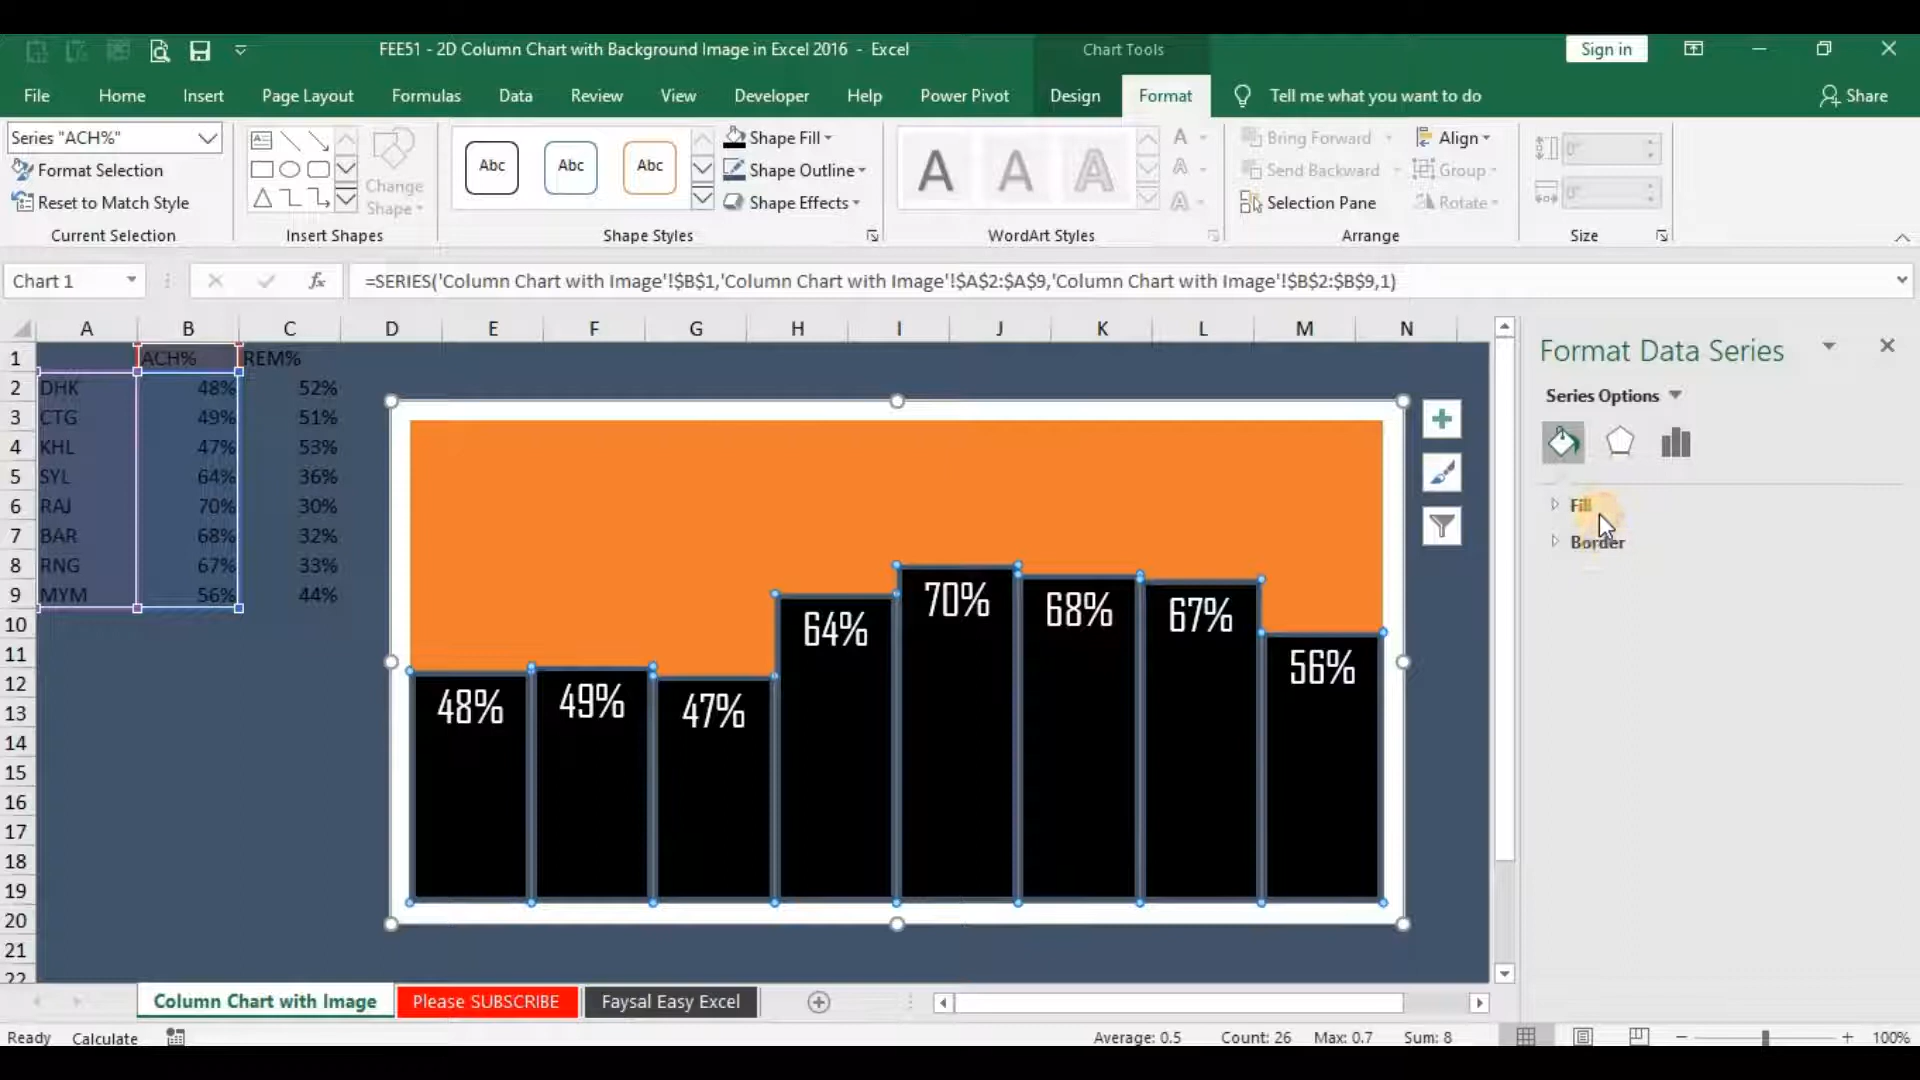 FEE51 - 2D Column Chart with Background Image in Excel 2016 - Excel
Chart Tools
Sign in
File Home Insert Page Layout Formulas Data Review View Developer Help Power Pivot Design Format Tell me what you want to do Share
Series "ACH%"
Format Selection
Reset to Match Style
Current Selection
Change Shape
Insert Shapes
Abc Abc Abc
Shape Fill
Shape Outline
Shape Effects
Shape Styles
A A A
WordArt Styles
Bring Forward
Send Backward
Selection Pane
Align
Group
Rotate
Arrange
0"
0"
Size
Chart 1
fx
=SERIES('Column Chart with Image'!$B$1,'Column Chart with Image'!$A$2:$A$9,'Column Chart with Image'!$B$2:$B$9,1)
A B C D E F G H I J K L M N
1 ACH% REM%
2 DHK 48% 52%
3 CTG 49% 51%
4 KHL 47% 53%
5 SYL 64% 36%
6 RAJ 70% 30%
7 BAR 68% 32%
8 RNG 67% 33%
9 MYM 56% 44%
10
11
12
13
14
15
16
17
18
19
20
21
22
48% 49% 47% 64% 70% 68% 67% 56%
Format Data Series
Series Options
Fill
Border
Column Chart with Image Please SUBSCRIBE Faysal Easy Excel
Ready Calculate Average: 0.5 Count: 26 Max: 0.7 Sum: 8 100%